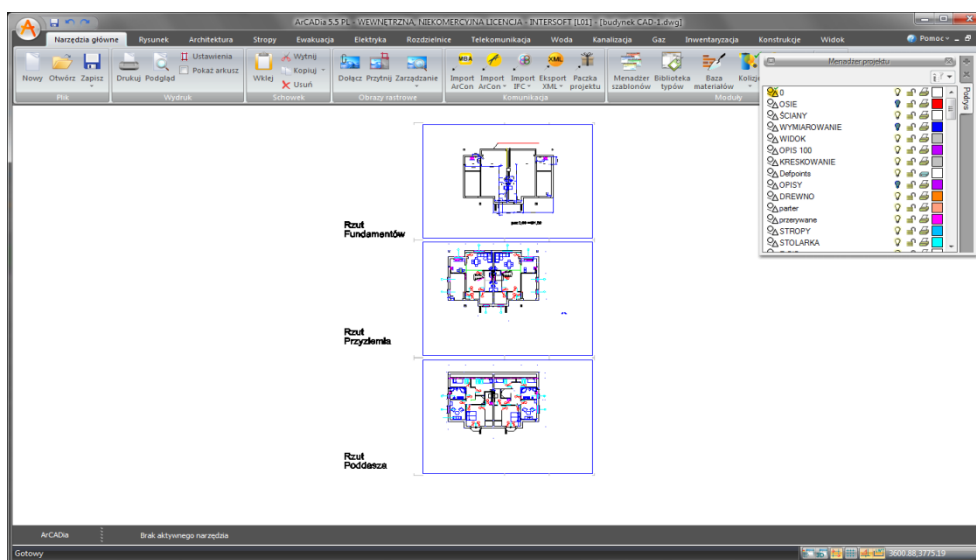 ArCADia 5.5 PL - WEWNĘTRZNA, NIEKOMERCYJNA LICENCJA - INTERSOFT [L01] - [budynek CAD-1.dwg]
Narzędzia główne Rysunek Architektura Stropy Ewakuacja Elektryka Rozdzielnice Telekomunikacja Woda Kanalizacja Gaz Inwentaryzacja Konstrukcje Widok Pomoc
Ustawienia Wytnij
Pokaż arkusz Kopiuj
Usuń
Nowy Otwórz Zapisz Drukuj Podgląd Wklej Dołącz Przytnij Zarządzanie Import Import Import Eksport Paczka Menadżer Biblioteka Baza Kolizje
ArCon ArCon IFC XML projektu szablonów typów materiałów
Plik Wydruk Schowek Obrazy rastrowe Komunikacja Moduły
Menadżer projektu
Podrys
0
OSIE
ŚCIANY
WYMIAROWANIE
WIDOK
OPIS 100
KRESKOWANIE
Defpoints
OPISY
DREWNO
parter
przerywane
STROPY
STOLARKA
Rzut
Fundamentów
Rzut
Przyziemia
Rzut
Poddasza
ArCADia Brak aktywnego narzędzia
Gotowy 3600.88,3775.19